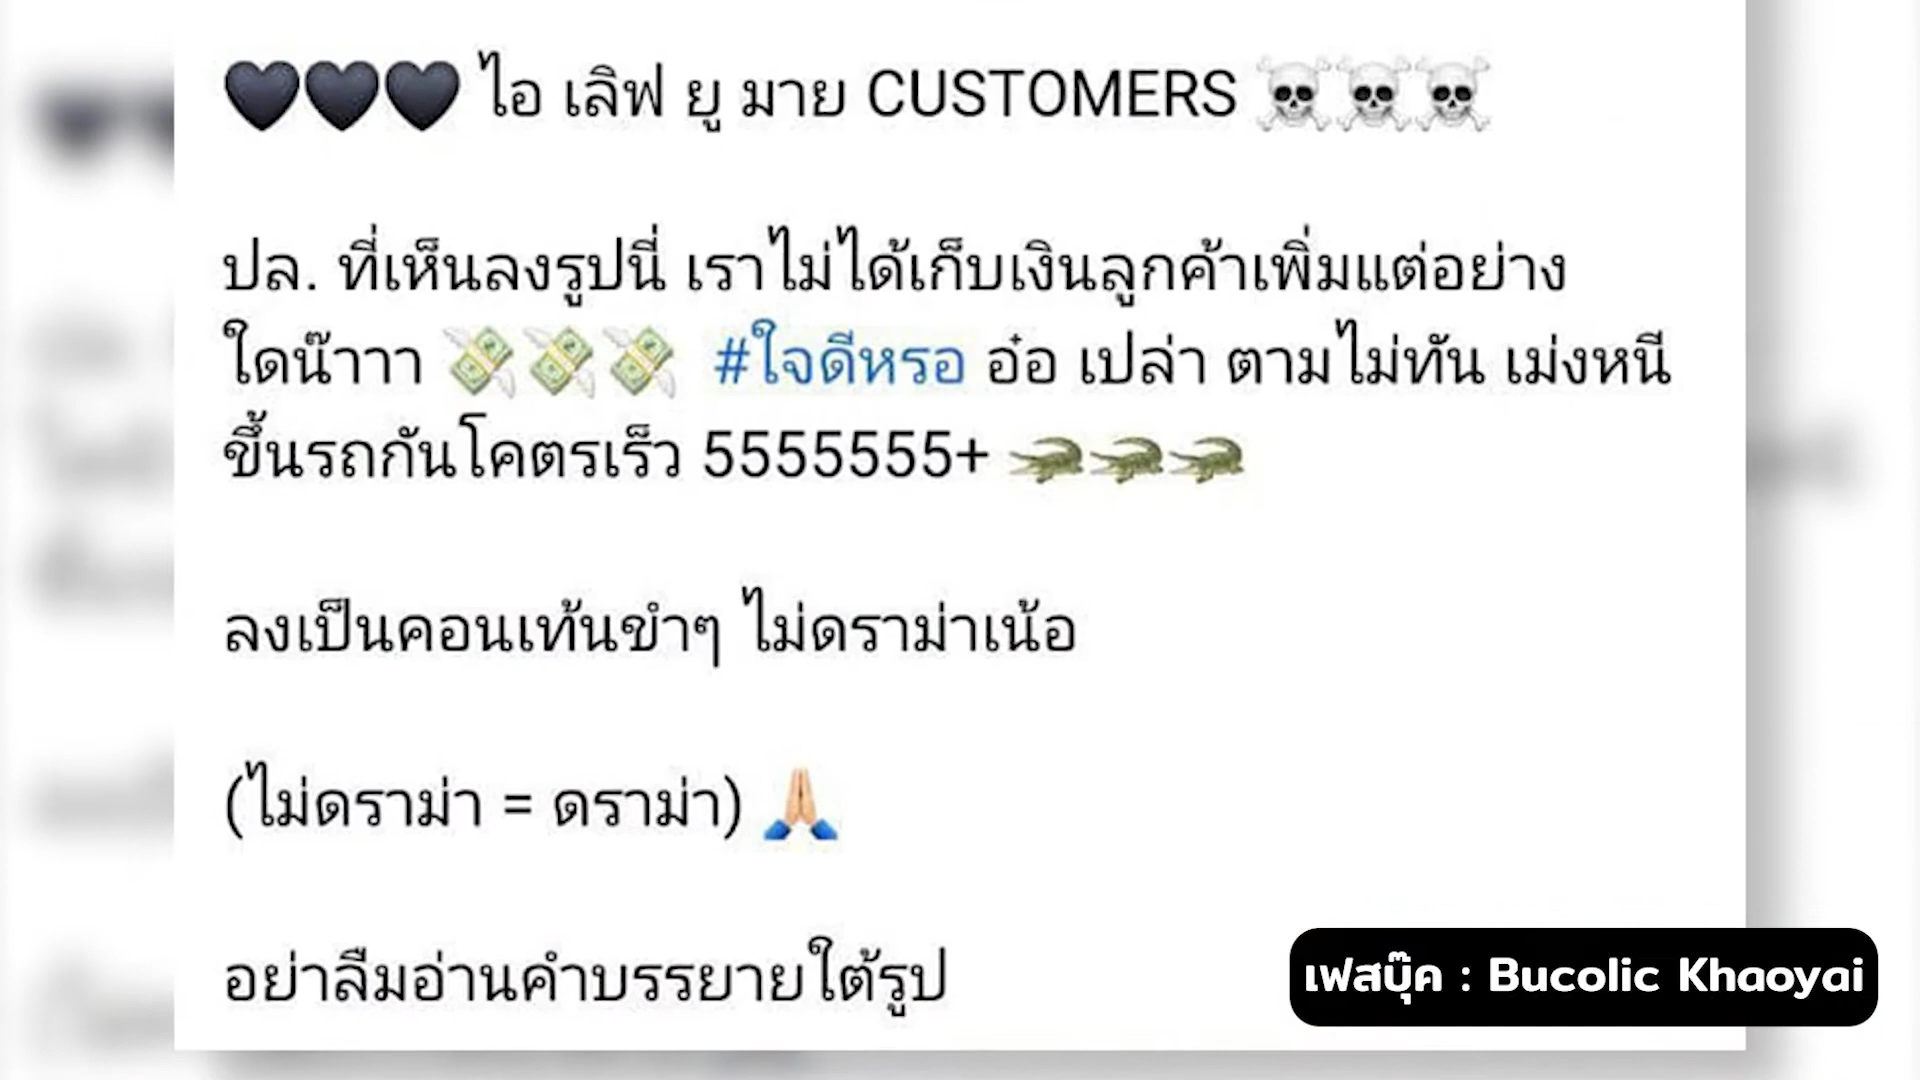 🖤🖤🖤 ไอ เลิฟ ยู มาย CUSTOMERS ☠️☠️☠️
ปล. ที่เห็นลงรูปนี่ เราไม่ได้เก็บเงินลูกค้าเพิ่มแต่อย่าง
ใดน๊าาา 💸💸💸 #ใจดีหรอ อ๋อ เปล่า ตามไม่ทัน เม่งหนี
ขึ้นรถกันโคตรเร็ว 5555555+ 🐊🐊🐊
ลงเป็นคอนเท้นขำๆ ไม่ดราม่าเน้อ
(ไม่ดราม่า = ดราม่า) 🙏🏻
อย่าลืมอ่านคำบรรยายใต้รูป
เฟสบุ๊ค : Bucolic Khaoyai